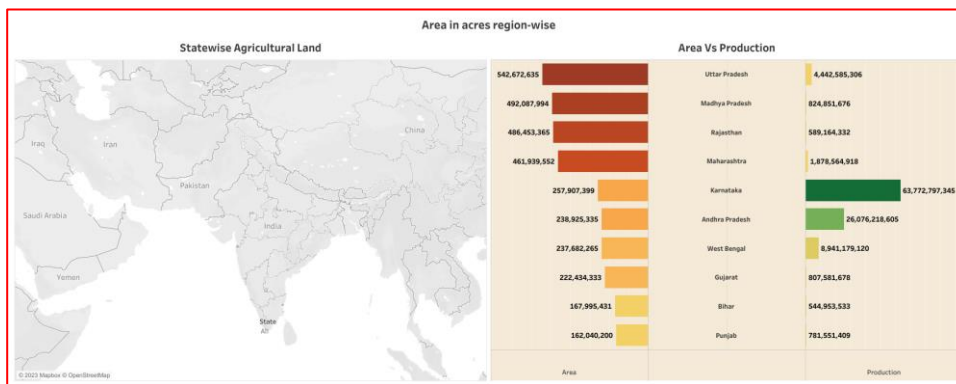 Area in acres region-wise
Statewise Agricultural Land
China
Iraq
Iran
Pakistan
Saudi Arabia
India
Yemen
State
All
© 2023 Mapbox © OpenStreetMap
Area Vs Production
542,672,635 Uttar Pradesh 4,442,585,306
492,087,994 Madhya Pradesh 824,851,676
486,453,365 Rajasthan 589,164,332
461,939,552 Maharashtra 1,878,564,918
257,907,399 Karnataka 63,772,797,345
238,925,335 Andhra Pradesh 26,076,218,605
237,682,265 West Bengal 8,941,179,120
222,434,333 Gujarat 807,581,678
167,995,431 Bihar 544,953,533
162,040,200 Punjab 781,551,409
Area Production